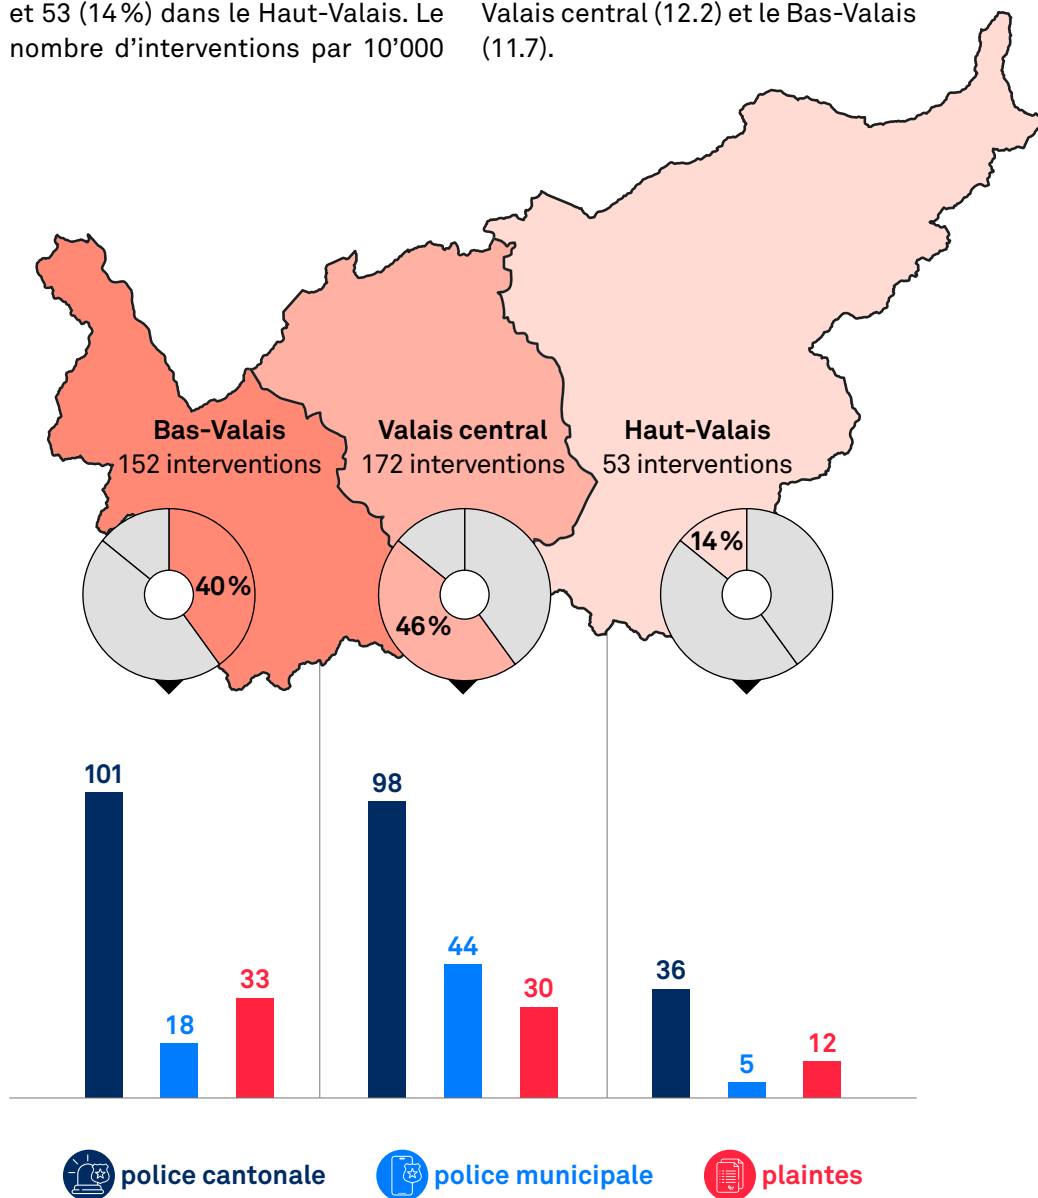 et 53 (14 %) dans le Haut-Valais. Le
nombre d’interventions par 10’000
Valais central (12.2) et le Bas-Valais
(11.7).
Bas-Valais
152 interventions
Valais central
172 interventions
Haut-Valais
53 interventions
40 %
46 %
14 %
101
18
33
98
44
30
36
5
12
police cantonale
police municipale
plaintes